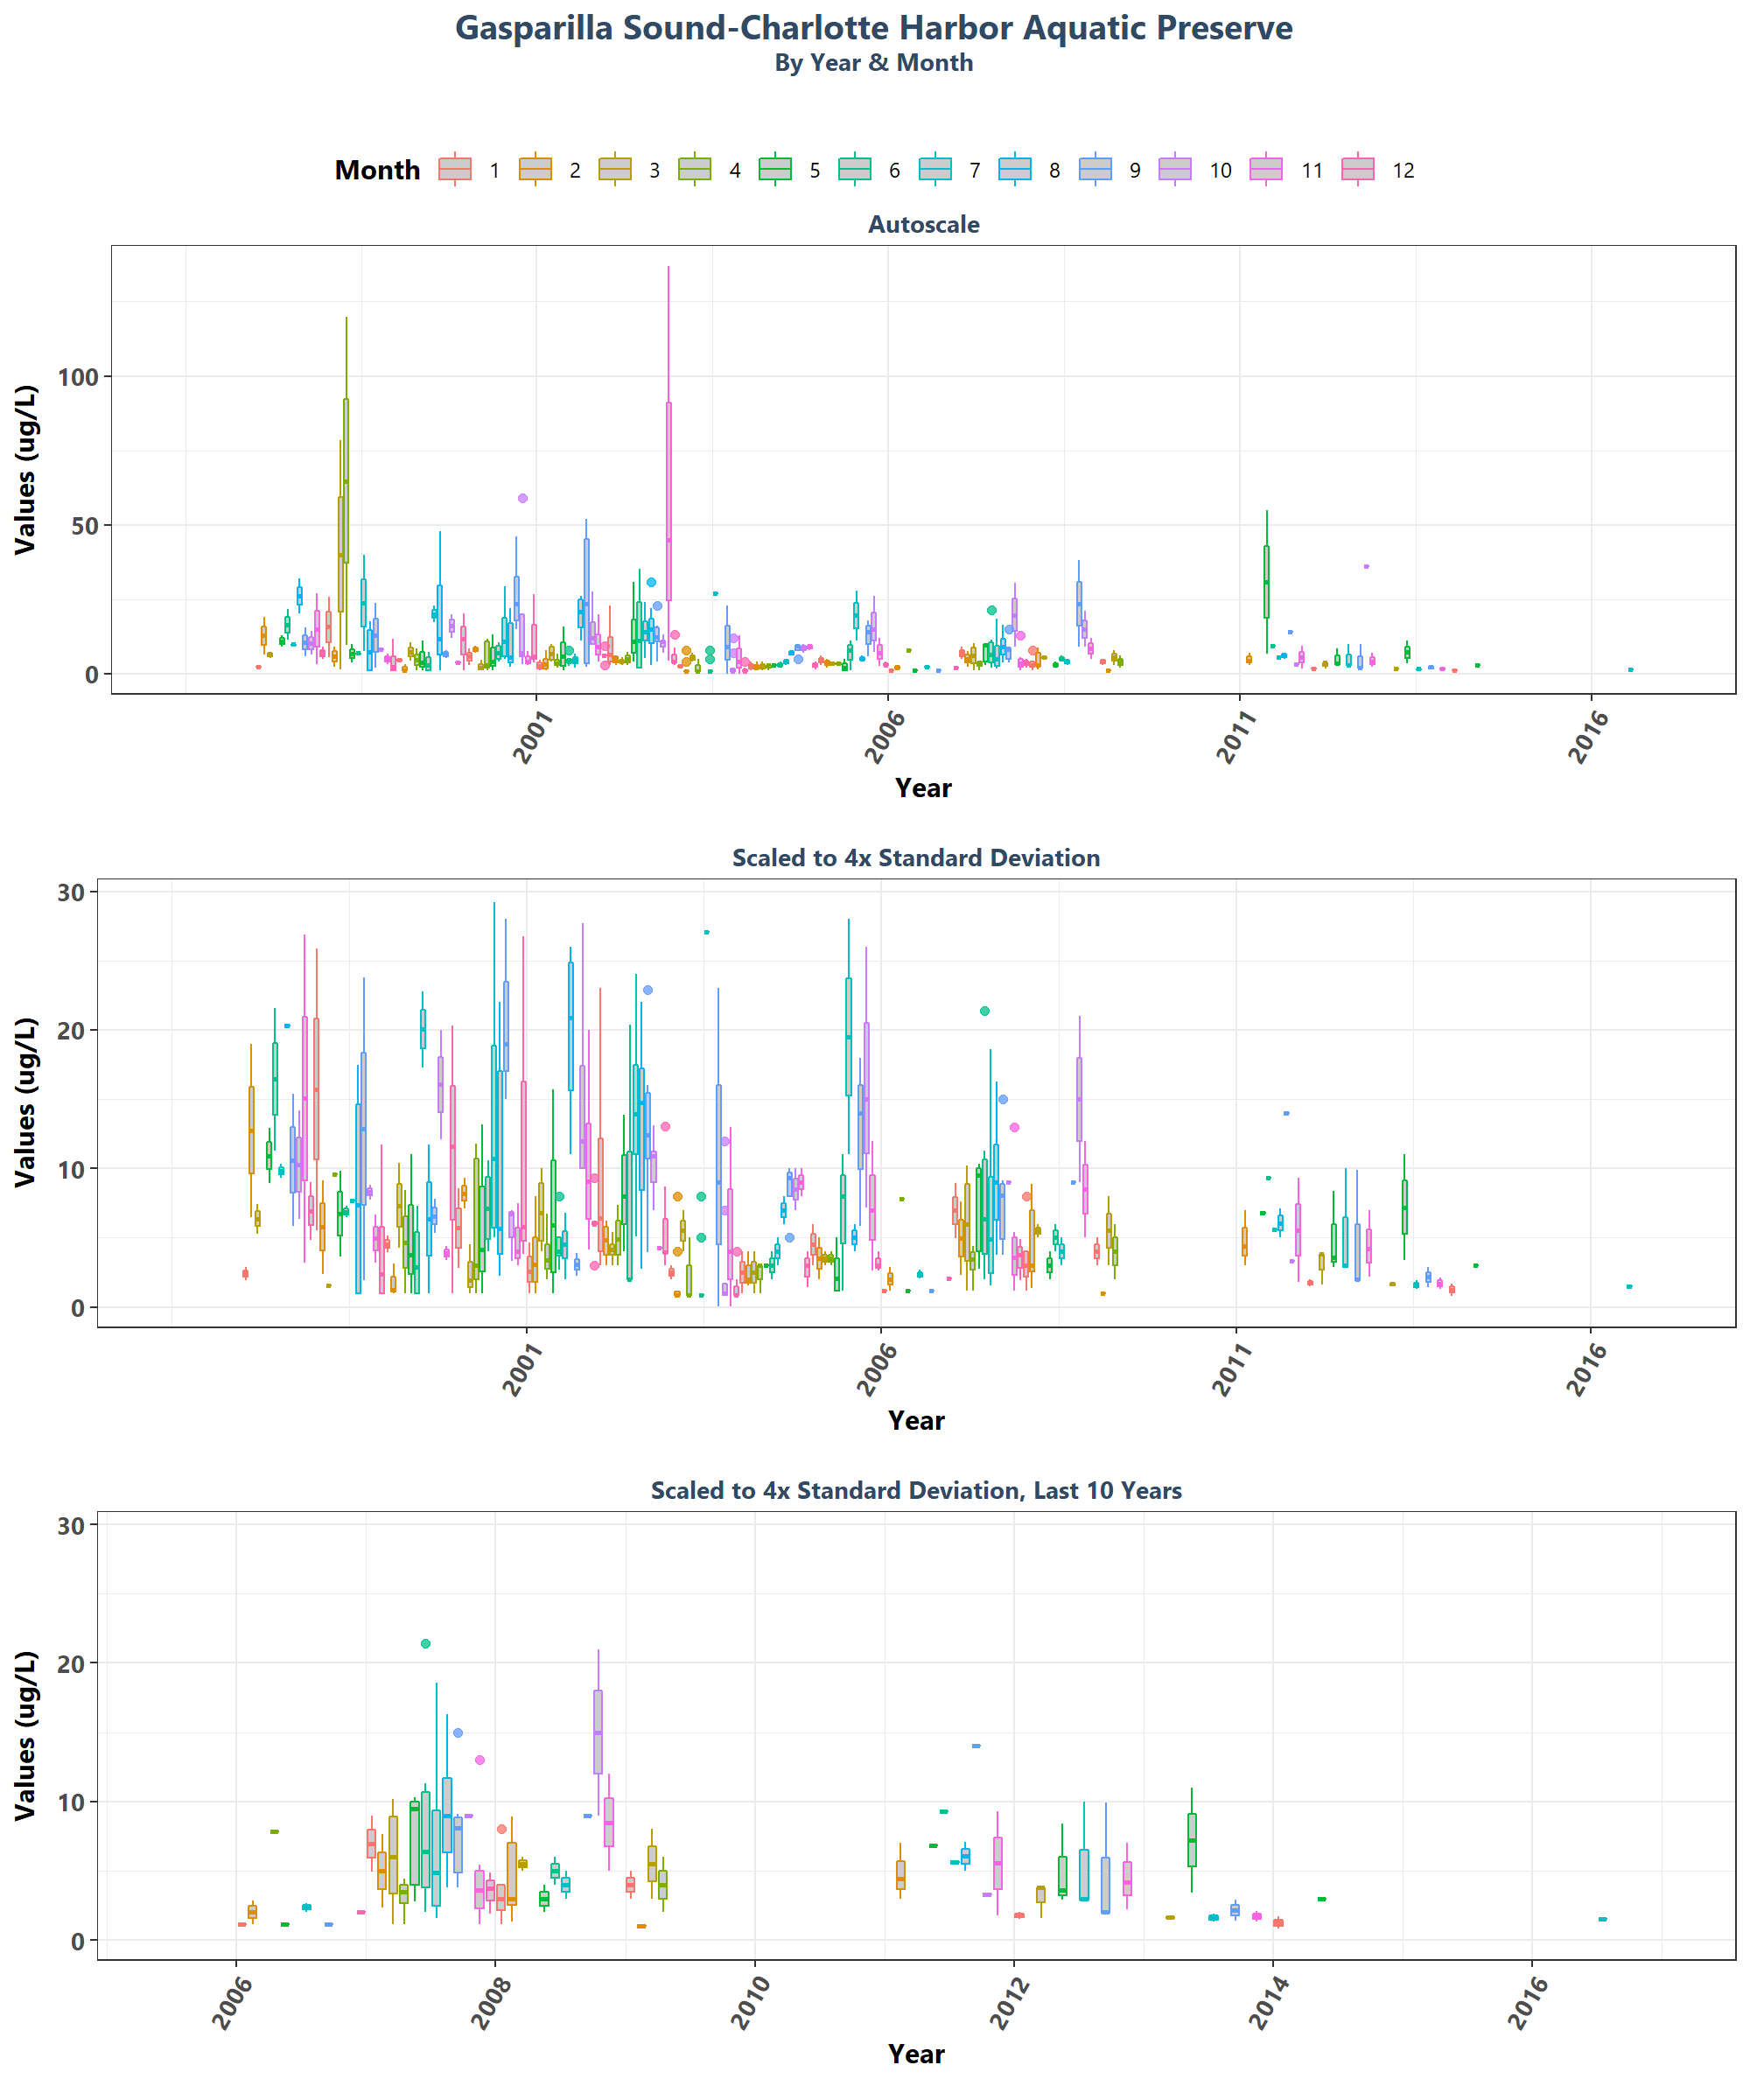 Gasparilla Sound-Charlotte Harbor Aquatic Preserve
By Year & Month
Month 1 2 3 4 5 6 7 8 9 10 11 12
Autoscale
Values (ug/L)
100
50
0
2001 2006 2011 2016
Year
Scaled to 4x Standard Deviation
Values (ug/L)
30
20
10
0
2001 2006 2011 2016
Year
Scaled to 4x Standard Deviation, Last 10 Years
Values (ug/L)
30
20
10
0
2006 2008 2010 2012 2014 2016
Year